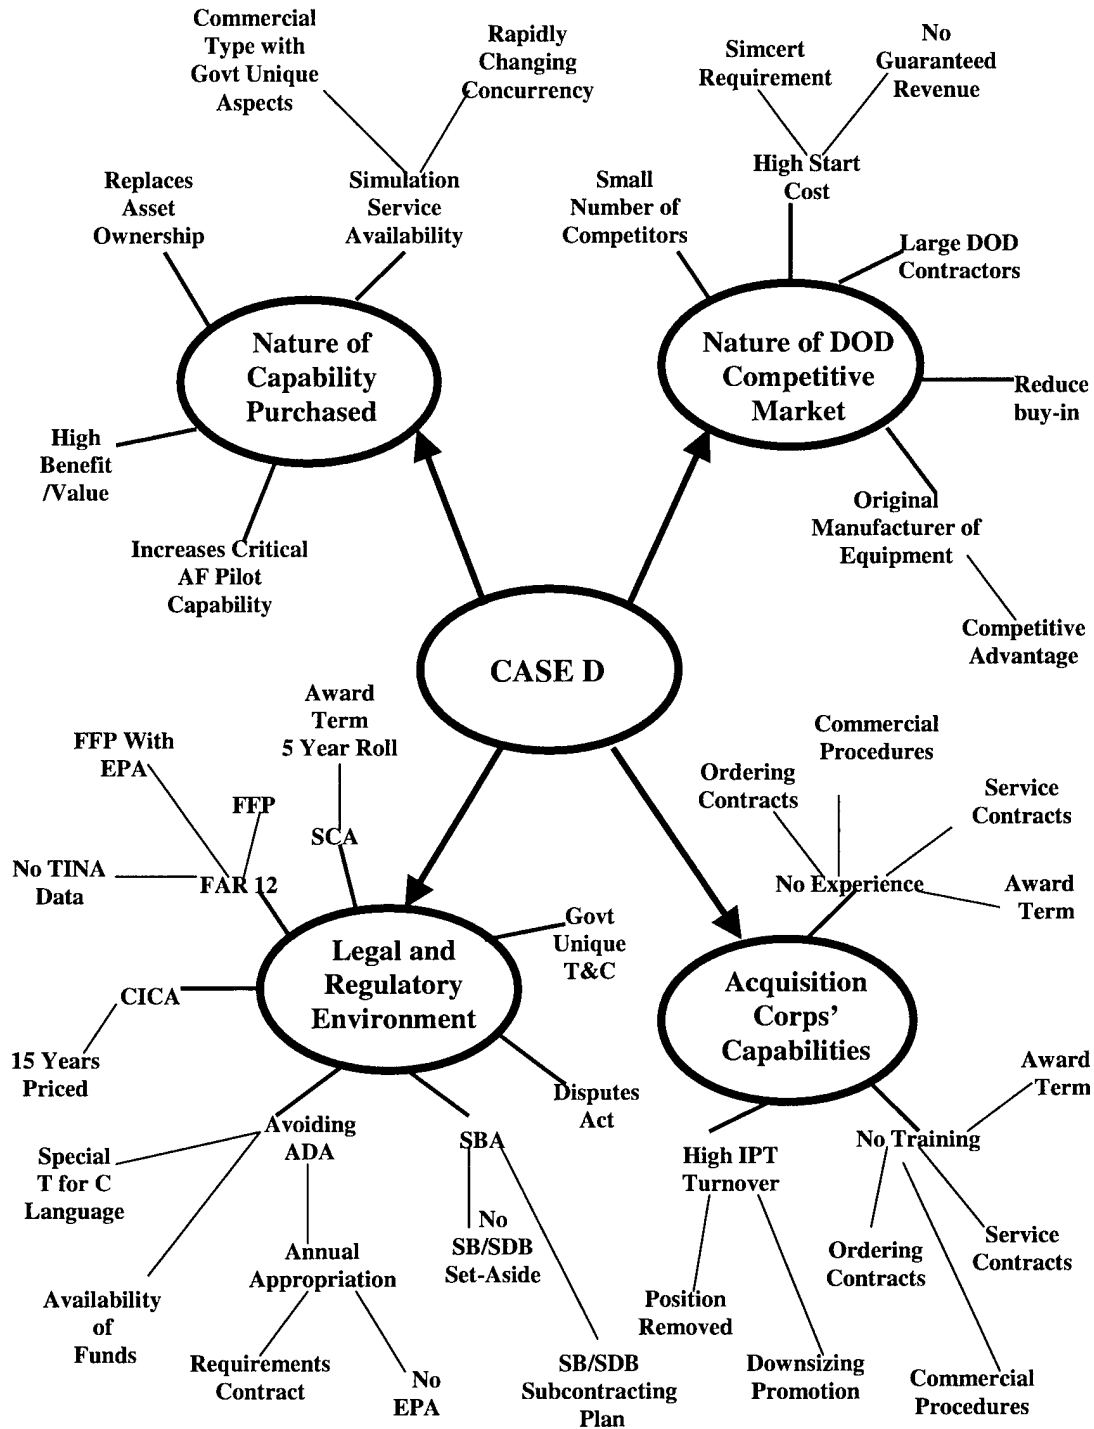 Commercial
Type with
Govt Unique
Aspects
Rapidly
Changing
Concurrency
Simcert
Requirement
No
Guaranteed
Revenue
Replaces
Asset
Ownership
Simulation
Service
Availability
Small
Number of
Competitors
High Start
Cost
Large DOD
Contractors
Nature of
Capability
Purchased
Nature of DOD
Competitive
Market
Reduce
buy-in
High
Benefit
/Value
Increases Critical
AF Pilot
Capability
Original
Manufacturer of
Equipment
Competitive
Advantage
CASE D
Award
Term
5 Year Roll
FFP With
EPA
FFP
SCA
No TINA
Data
FAR 12
Commercial
Procedures
Ordering
Contracts
Service
Contracts
No Experience
Award
Term
Govt
Unique
T&C
Legal and
Regulatory
Environment
CICA
15 Years
Priced
Acquisition
Corps’
Capabilities
Disputes
Act
Avoiding
ADA
SBA
Special
T for C
Language
No
SB/SDB
Set-Aside
Annual
Appropriation
Availability
of
Funds
Requirements
Contract
No
EPA
SB/SDB
Subcontracting
Plan
High IPT
Turnover
Award
Term
No Training
Ordering
Contracts
Service
Contracts
Position
Removed
Downsizing
Promotion
Commercial
Procedures